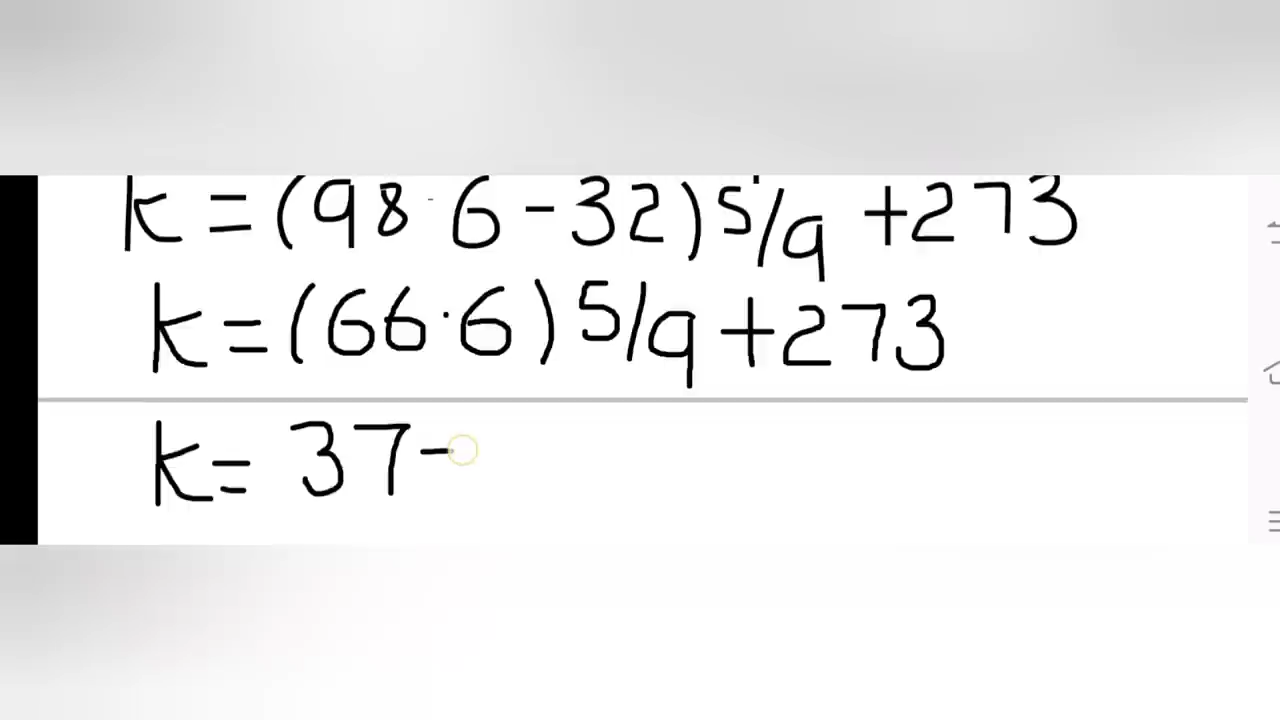 K = (98.6 - 32) 5/9 + 273
K = (66.6) 5/9 + 273
K = 37 -